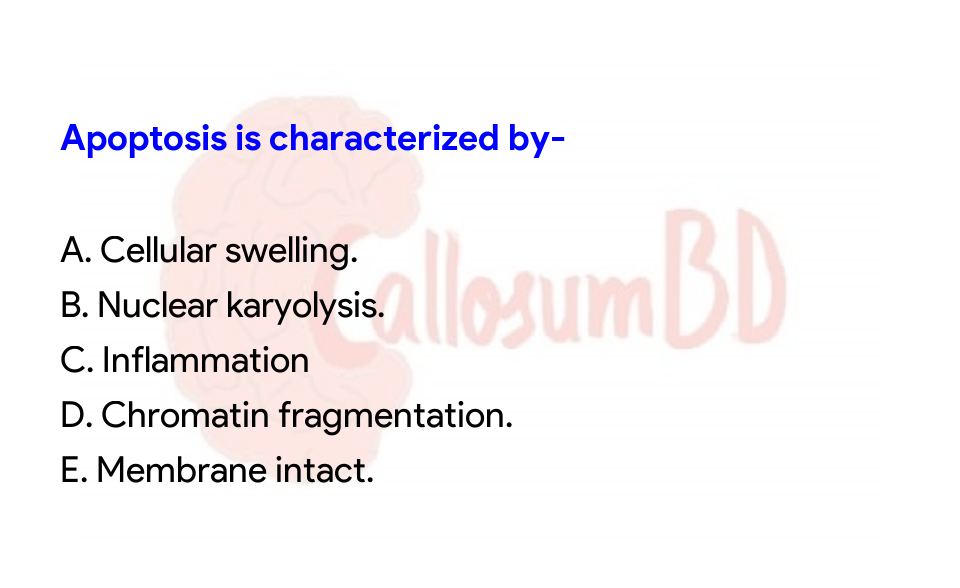 Apoptosis is characterized by-
A. Cellular swelling.
B. Nuclear karyolysis.
C. Inflammation
D. Chromatin fragmentation.
E. Membrane intact.
CallosumBD